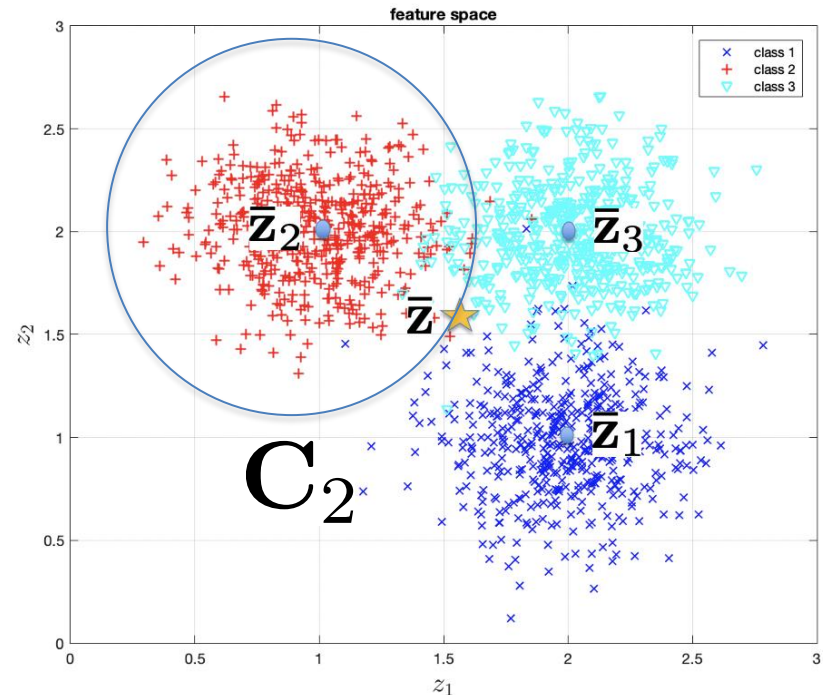 feature space
3
class 1
class 2
class 3
2.5
z̄₂
2
z̄₃
z̄
z₂
1.5
z̄₁
1
C₂
0.5
0
0
0.5
1
1.5
2
2.5
3
z₁